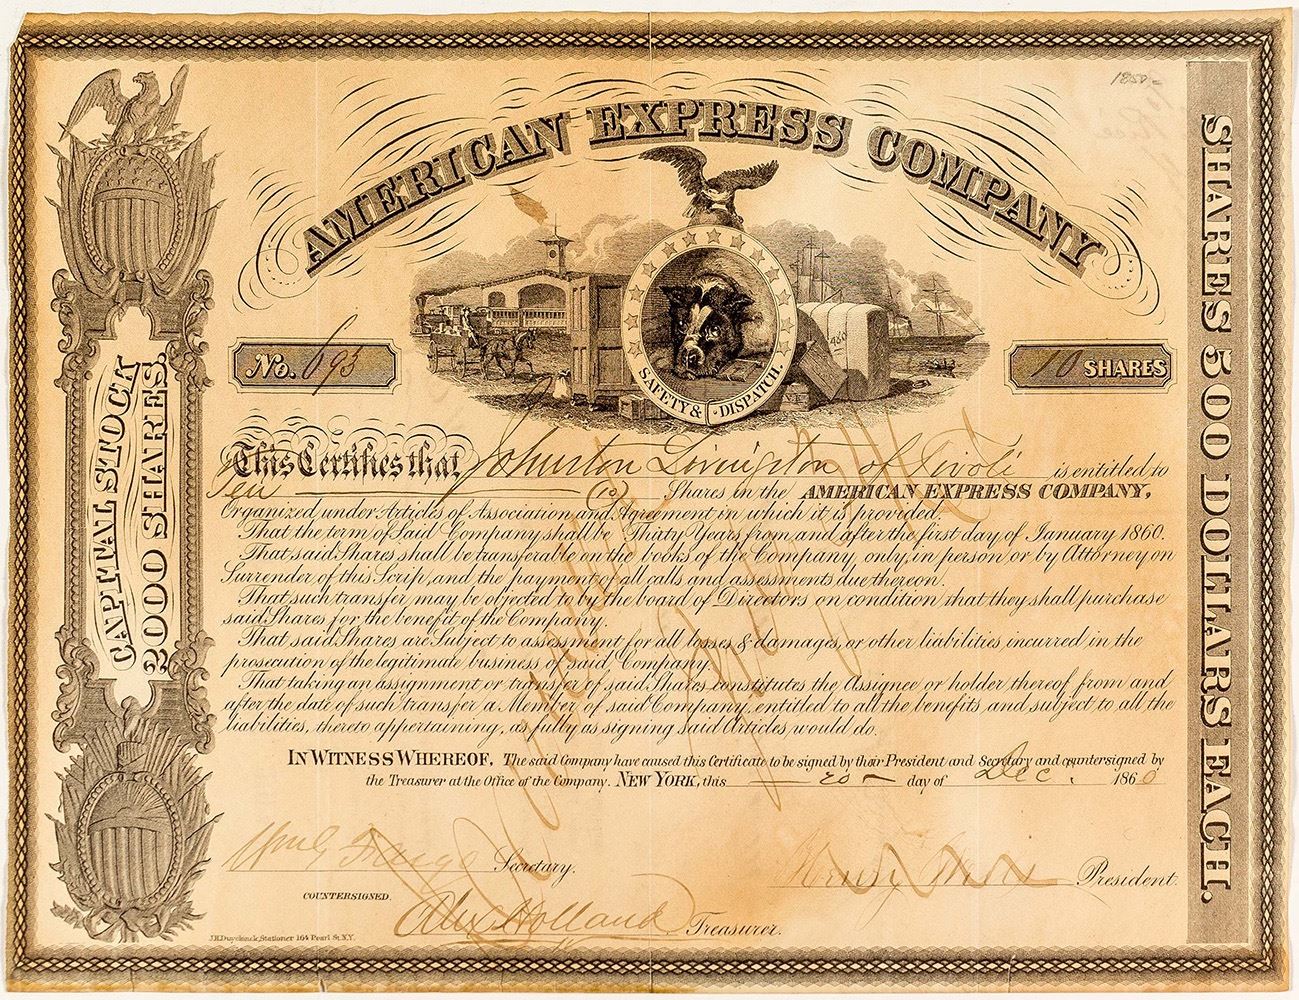 1850-
AMERICAN EXPRESS COMPANY
SAFETY & DISPATCH.
No. 693
10 SHARES
CAPITAL STOCK
2000 SHARES.
SHARES 500 DOLLARS EACH.
This Certifies that Johnston Livingston of Tivoli is entitled to
Ten (10) Shares in the AMERICAN EXPRESS COMPANY,
Organized under Articles of Association and Agreement in which it is provided,
That the term of Said Company shall be Thirty Years from and after the first day of January 1860.
That said Shares shall be transferable on the books of the Company only, in person or by Attorney on
Surrender of this Scrip, and the payment of all calls and assessments due thereon.
That such transfer may be objected to by the board of Directors on condition that they shall purchase
said Shares for the benefit of the Company.
That said Shares are Subject to assessment for all losses & damages, or other liabilities incurred in the
prosecution of the legitimate business of said Company.
That taking an assignment or transfer of said Shares constitutes the Assignee or holder thereof from and
after the date of such transfer a Member of said Company, entitled to all the benefits and subject to all the
liabilities, thereto appertaining, as fully as signing said Articles would do.
IN WITNESS WHEREOF, The said Company have caused this Certificate to be signed by their President and Secretary and countersigned by
the Treasurer at the Office of the Company. NEW YORK, this 20 day of Dec. 1860
Wm G Fargo Secretary.
Henry Wells President.
COUNTERSIGNED.
Alex Holland Treasurer.
J.H. Duyckinck, Stationer 164 Pearl St. N.Y.